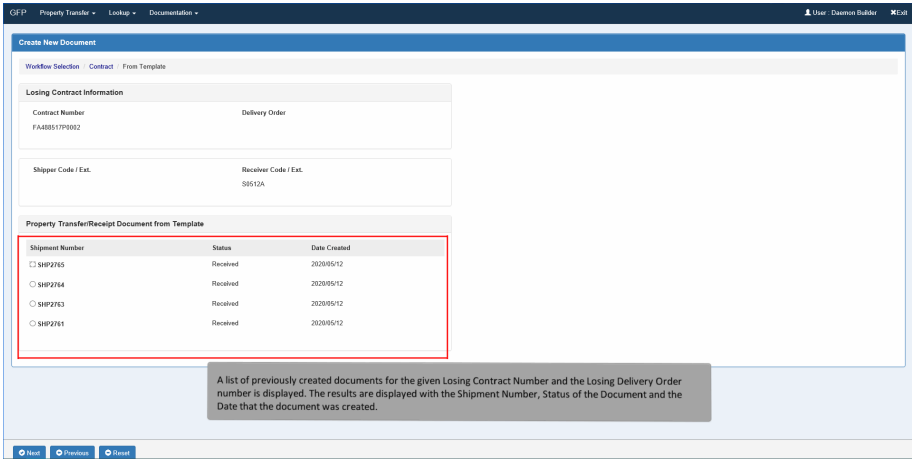 GFP Property Transfer Lookup Documentation User : Daemon Builder Exit
Create New Document
Workflow Selection / Contract / From Template
Losing Contract Information
Contract Number Delivery Order
FA488517P0002
Shipper Code / Ext. Receiver Code / Ext.
S0512A
Property Transfer/Receipt Document from Template
Shipment Number Status Date Created
SHP2765 Received 2020/05/12
SHP2764 Received 2020/05/12
SHP2763 Received 2020/05/12
SHP2761 Received 2020/05/12
A list of previously created documents for the given Losing Contract Number and the Losing Delivery Order
number is displayed. The results are displayed with the Shipment Number, Status of the Document and the
Date that the document was created.
Next Previous Reset